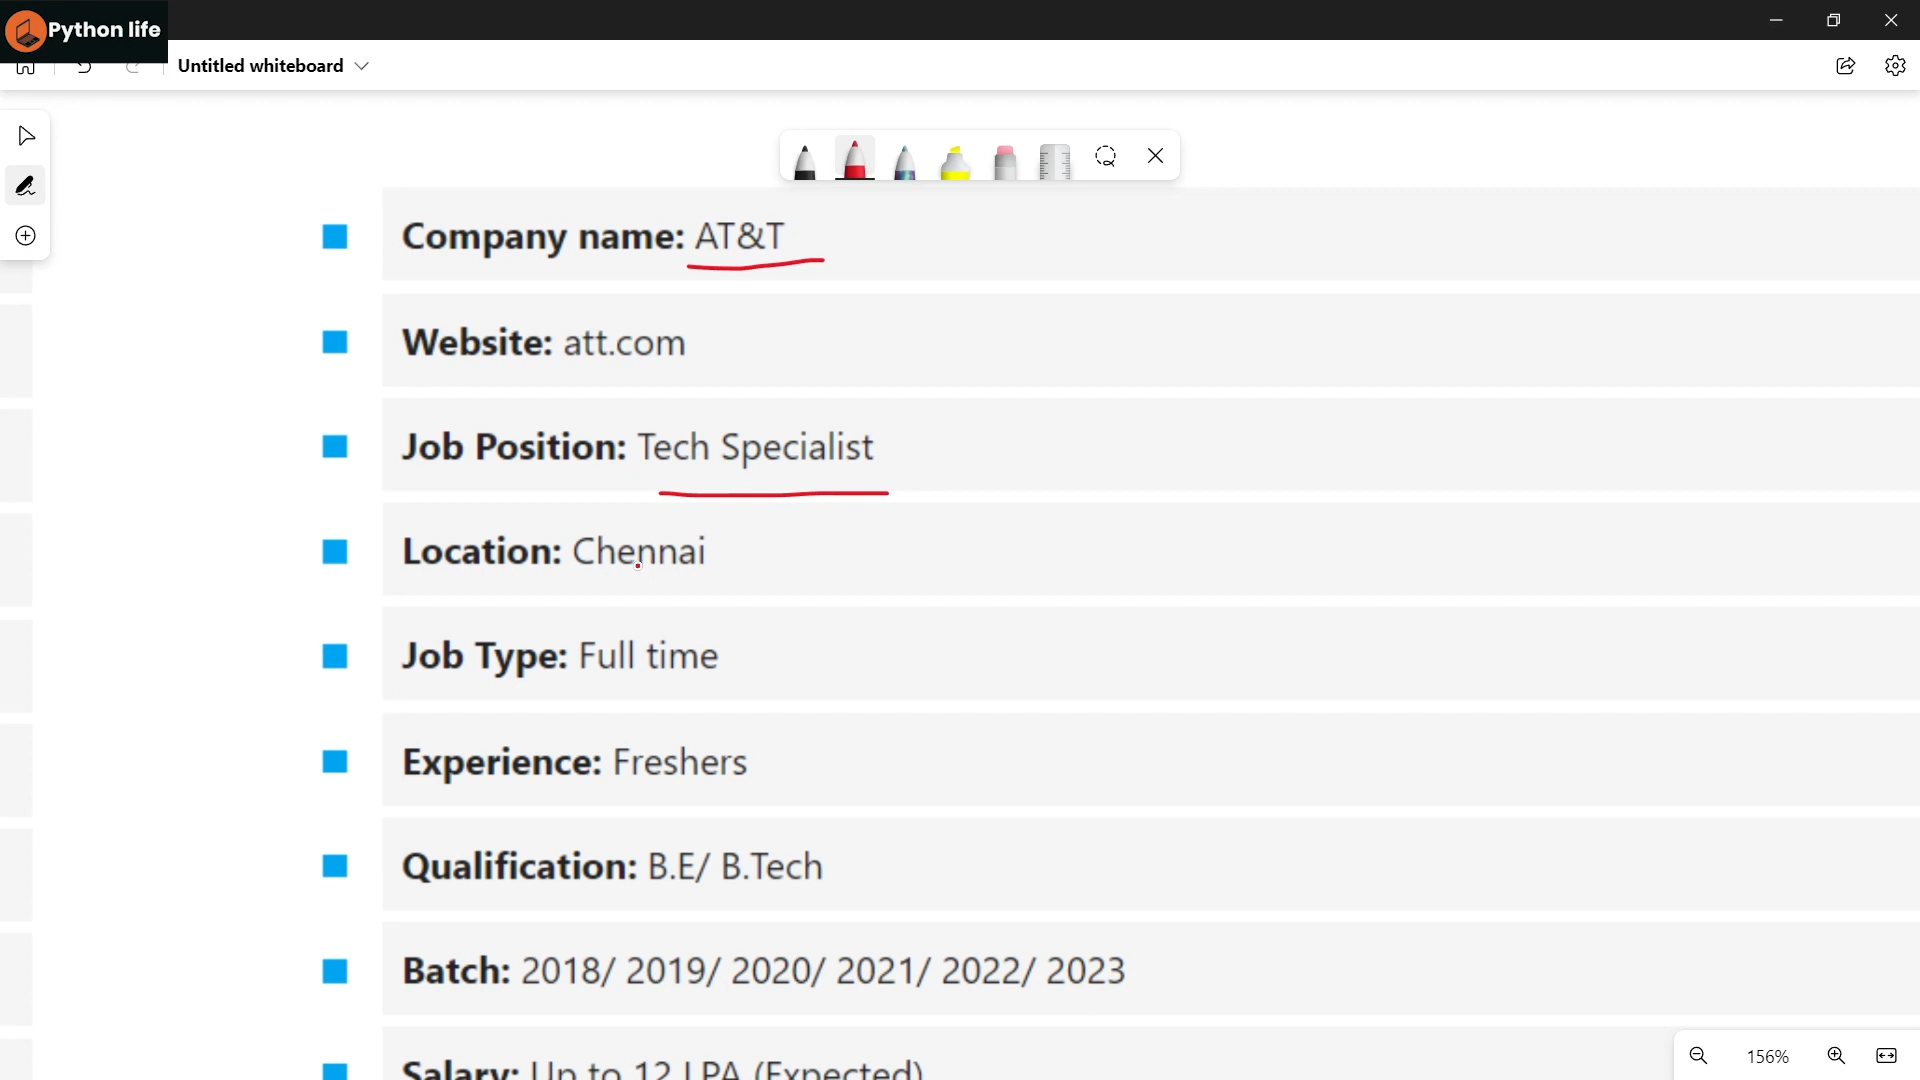 Python life
Untitled whiteboard
Company name: AT&T
Website: att.com
Job Position: Tech Specialist
Location: Chennai
Job Type: Full time
Experience: Freshers
Qualification: B.E/ B.Tech
Batch: 2018/ 2019/ 2020/ 2021/ 2022/ 2023
Salary: Up to 12 LPA (Expected)
156%